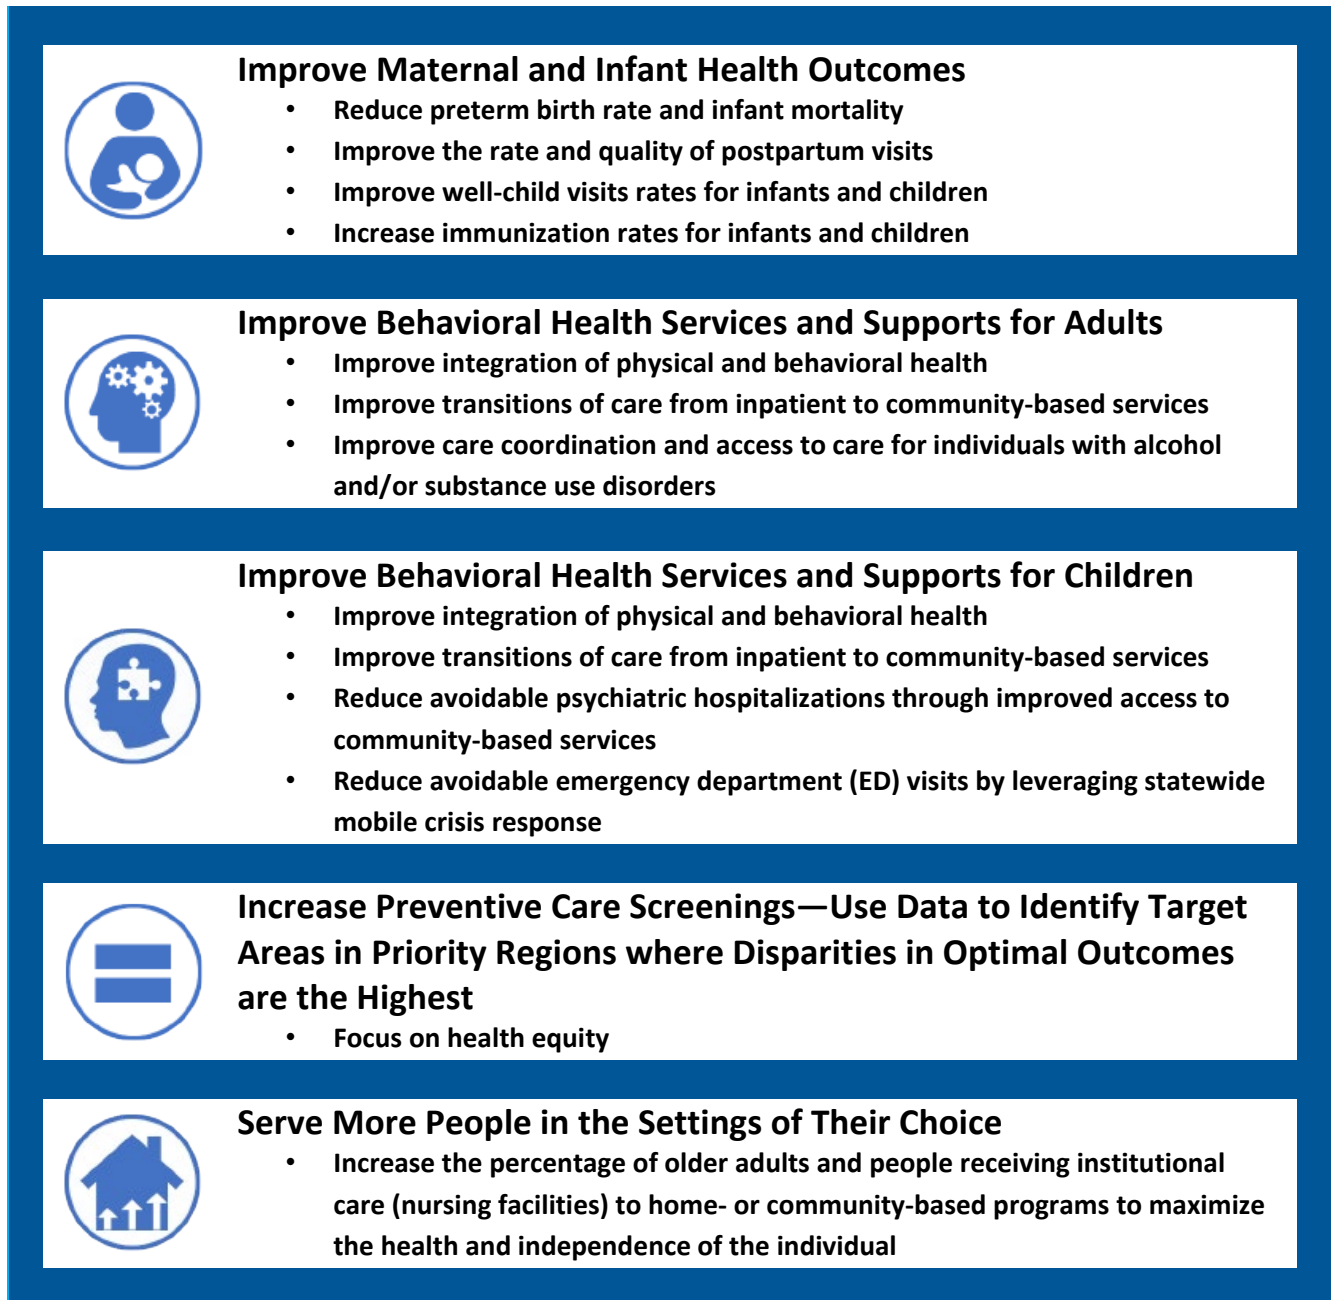 Improve Maternal and Infant Health Outcomes
• Reduce preterm birth rate and infant mortality
• Improve the rate and quality of postpartum visits
• Improve well-child visits rates for infants and children
• Increase immunization rates for infants and children
Improve Behavioral Health Services and Supports for Adults
• Improve integration of physical and behavioral health
• Improve transitions of care from inpatient to community-based services
• Improve care coordination and access to care for individuals with alcohol
and/or substance use disorders
Improve Behavioral Health Services and Supports for Children
• Improve integration of physical and behavioral health
• Improve transitions of care from inpatient to community-based services
• Reduce avoidable psychiatric hospitalizations through improved access to
community-based services
• Reduce avoidable emergency department (ED) visits by leveraging statewide
mobile crisis response
Increase Preventive Care Screenings—Use Data to Identify Target
Areas in Priority Regions where Disparities in Optimal Outcomes
are the Highest
• Focus on health equity
Serve More People in the Settings of Their Choice
• Increase the percentage of older adults and people receiving institutional
care (nursing facilities) to home- or community-based programs to maximize
the health and independence of the individual